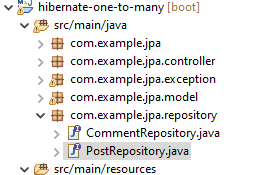 hibernate-one-to-many [boot]
src/main/java
com.example.jpa
com.example.jpa.controller
com.example.jpa.exception
com.example.jpa.model
com.example.jpa.repository
CommentRepository.java
PostRepository.java
src/main/resources